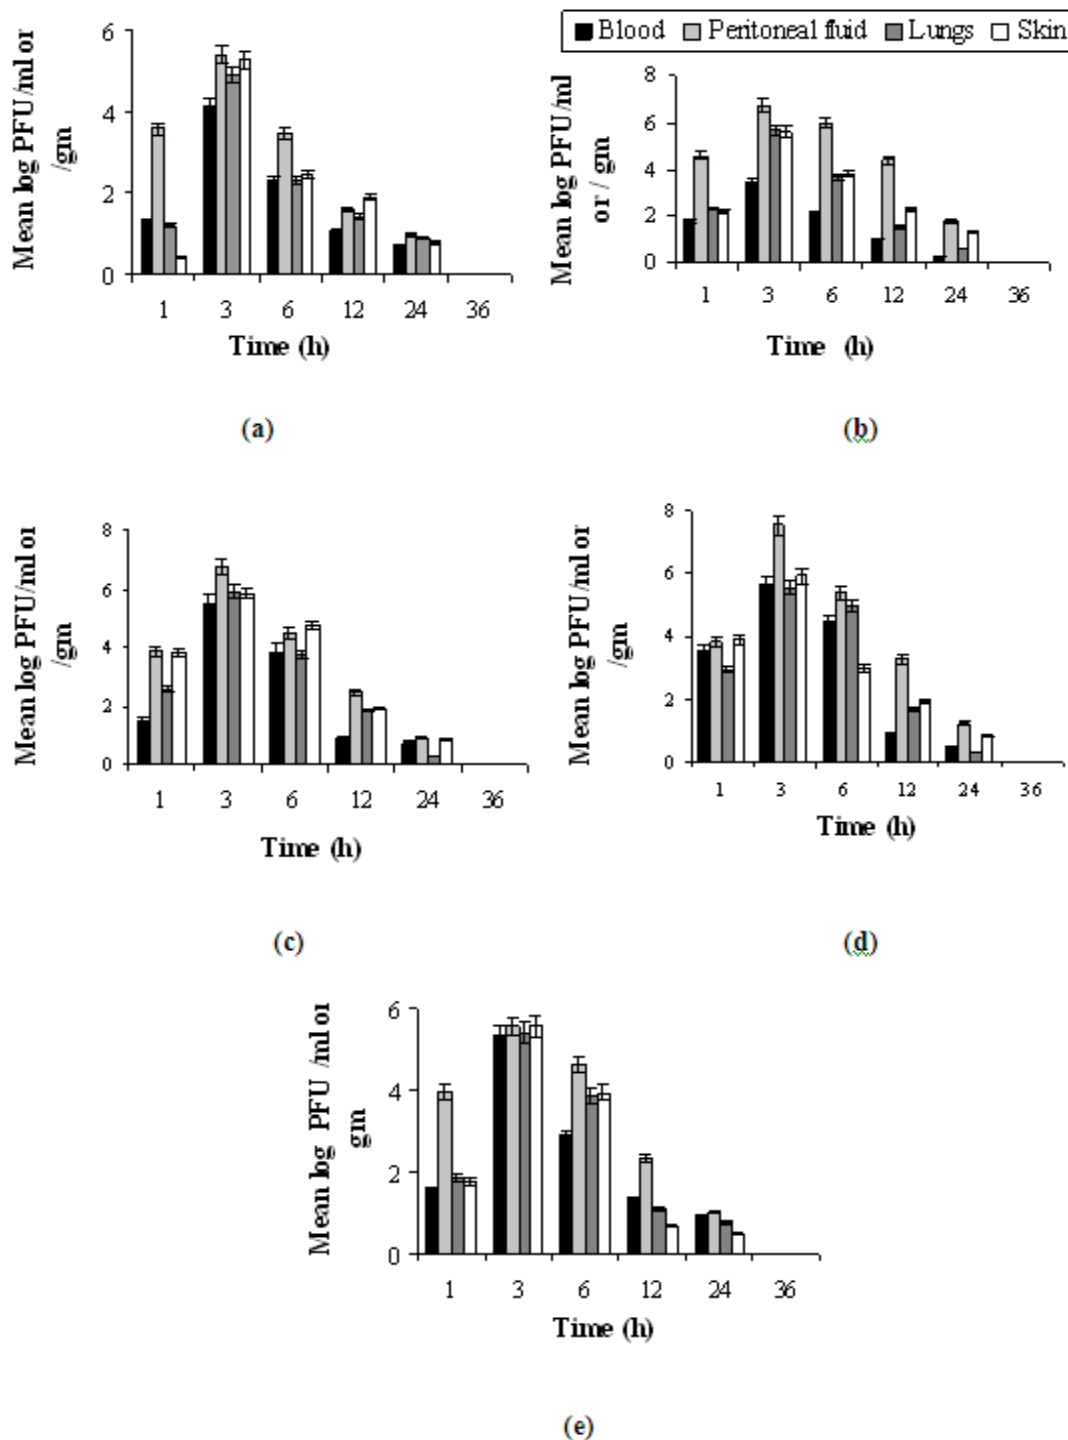 Blood Peritoneal fluid Lungs Skin
Mean log PFU/ml or
/gm
6
4
2
0
1 3 6 12 24 36
Time (h)
(a)
Mean log PFU/ml
or / gm
8
6
4
2
0
1 3 6 12 24 36
Time (h)
(b)
Mean log PFU/ml or
/gm
8
6
4
2
0
1 3 6 12 24 36
Time (h)
(c)
Mean log PFU/ml or
/gm
8
6
4
2
0
1 3 6 12 24 36
Time (h)
(d)
Mean log PFU /ml or
gm
6
4
2
0
1 3 6 12 24 36
Time (h)
(e)